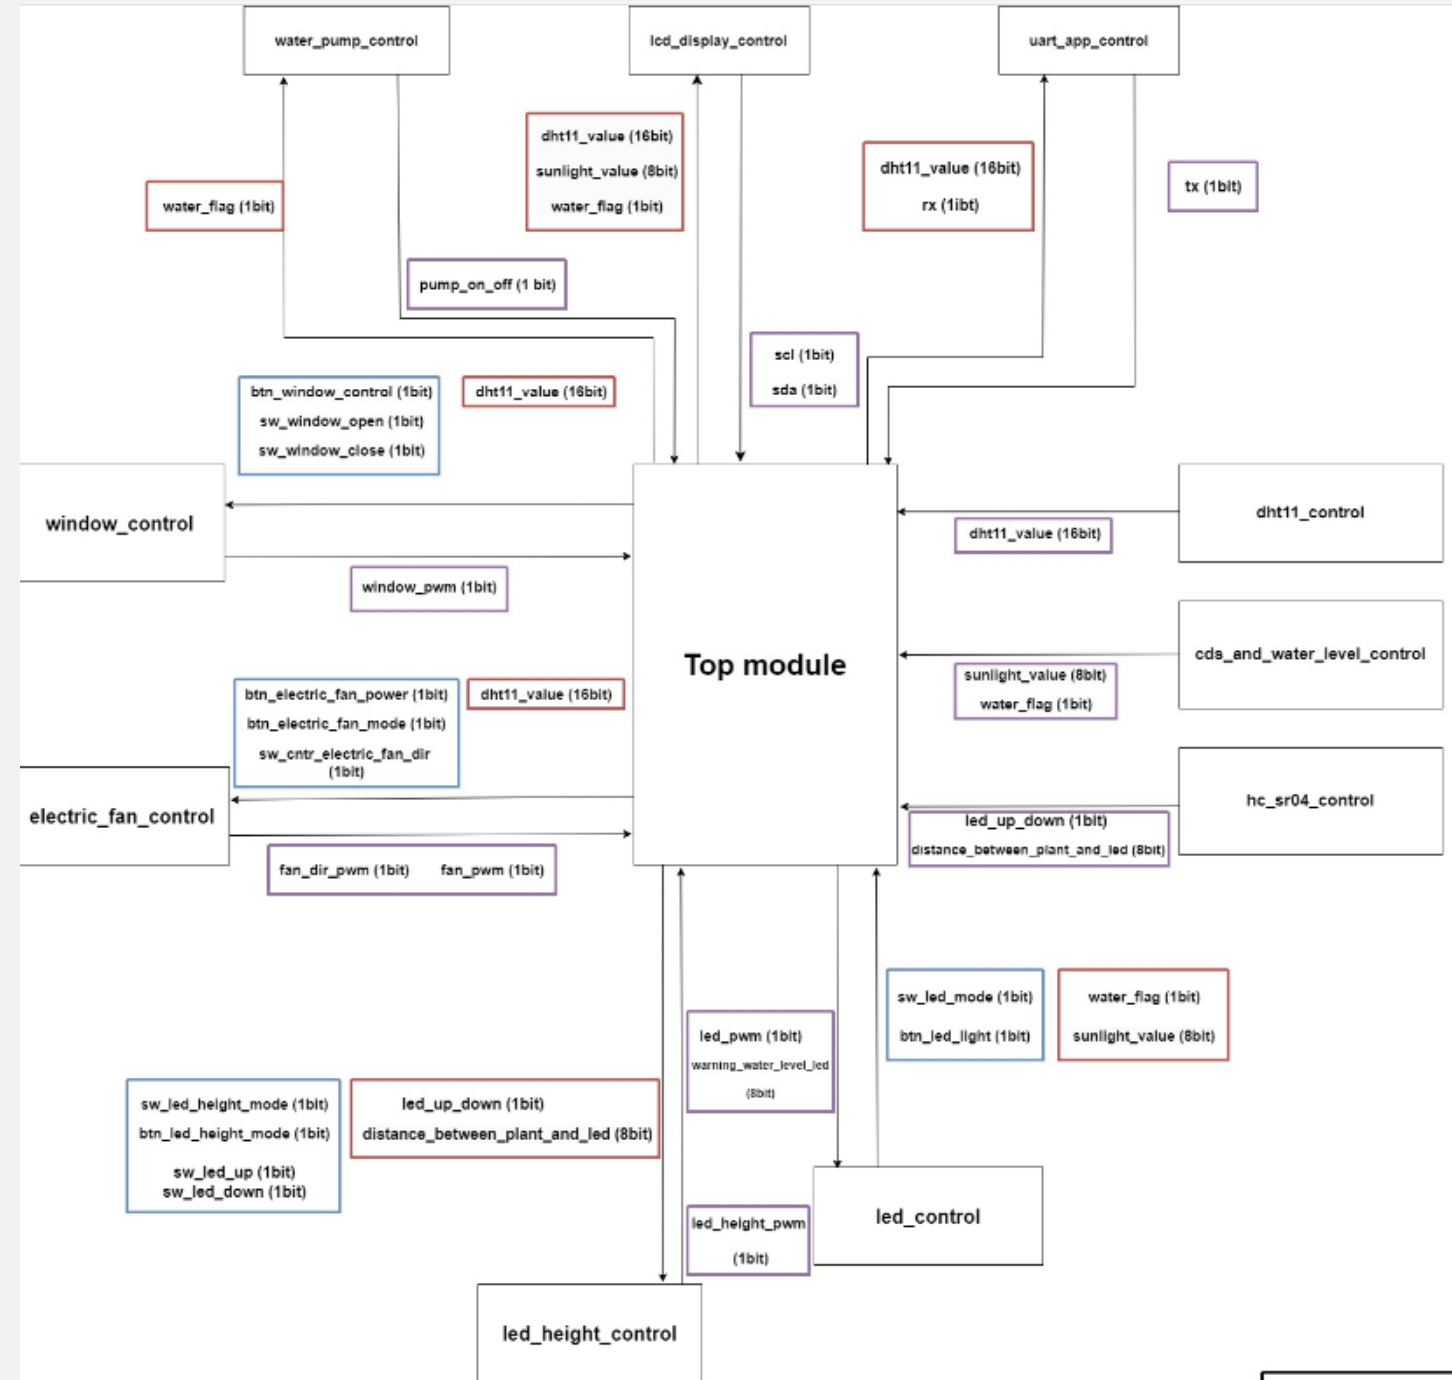 water_pump_control
lcd_display_control
uart_app_control
dht11_value (16bit)
sunlight_value (8bit)
water_flag (1bit)
dht11_value (16bit)
rx (1ibt)
tx (1bit)
water_flag (1bit)
pump_on_off (1 bit)
scl (1bit)
sda (1bit)
btn_window_control (1bit)
sw_window_open (1bit)
sw_window_close (1bit)
dht11_value (16bit)
window_control
window_pwm (1bit)
dht11_control
dht11_value (16bit)
Top module
cds_and_water_level_control
sunlight_value (8bit)
water_flag (1bit)
btn_electric_fan_power (1bit)
btn_electric_fan_mode (1bit)
sw_cntr_electric_fan_dir
(1bit)
dht11_value (16bit)
electric_fan_control
fan_dir_pwm (1bit) fan_pwm (1bit)
hc_sr04_control
led_up_down (1bit)
distance_between_plant_and_led (8bit)
led_pwm (1bit)
warning_water_level_led
(8bit)
sw_led_mode (1bit)
btn_led_light (1bit)
water_flag (1bit)
sunlight_value (8bit)
sw_led_height_mode (1bit)
btn_led_height_mode (1bit)
sw_led_up (1bit)
sw_led_down (1bit)
led_up_down (1bit)
distance_between_plant_and_led (8bit)
led_height_pwm
(1bit)
led_control
led_height_control